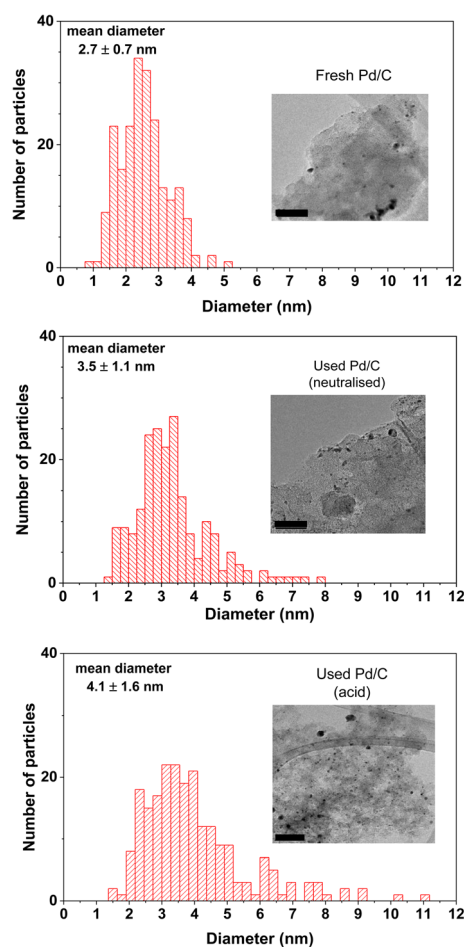 40
mean diameter
2.7 ± 0.7 nm
Fresh Pd/C
Number of particles
20
0
0 1 2 3 4 5 6 7 8 9 10 11 12
Diameter (nm)
40
mean diameter
3.5 ± 1.1 nm
Used Pd/C
(neutralised)
Number of particles
20
0
0 1 2 3 4 5 6 7 8 9 10 11 12
Diameter (nm)
40
mean diameter
4.1 ± 1.6 nm
Used Pd/C
(acid)
Number of particles
20
0
0 1 2 3 4 5 6 7 8 9 10 11 12
Diameter (nm)